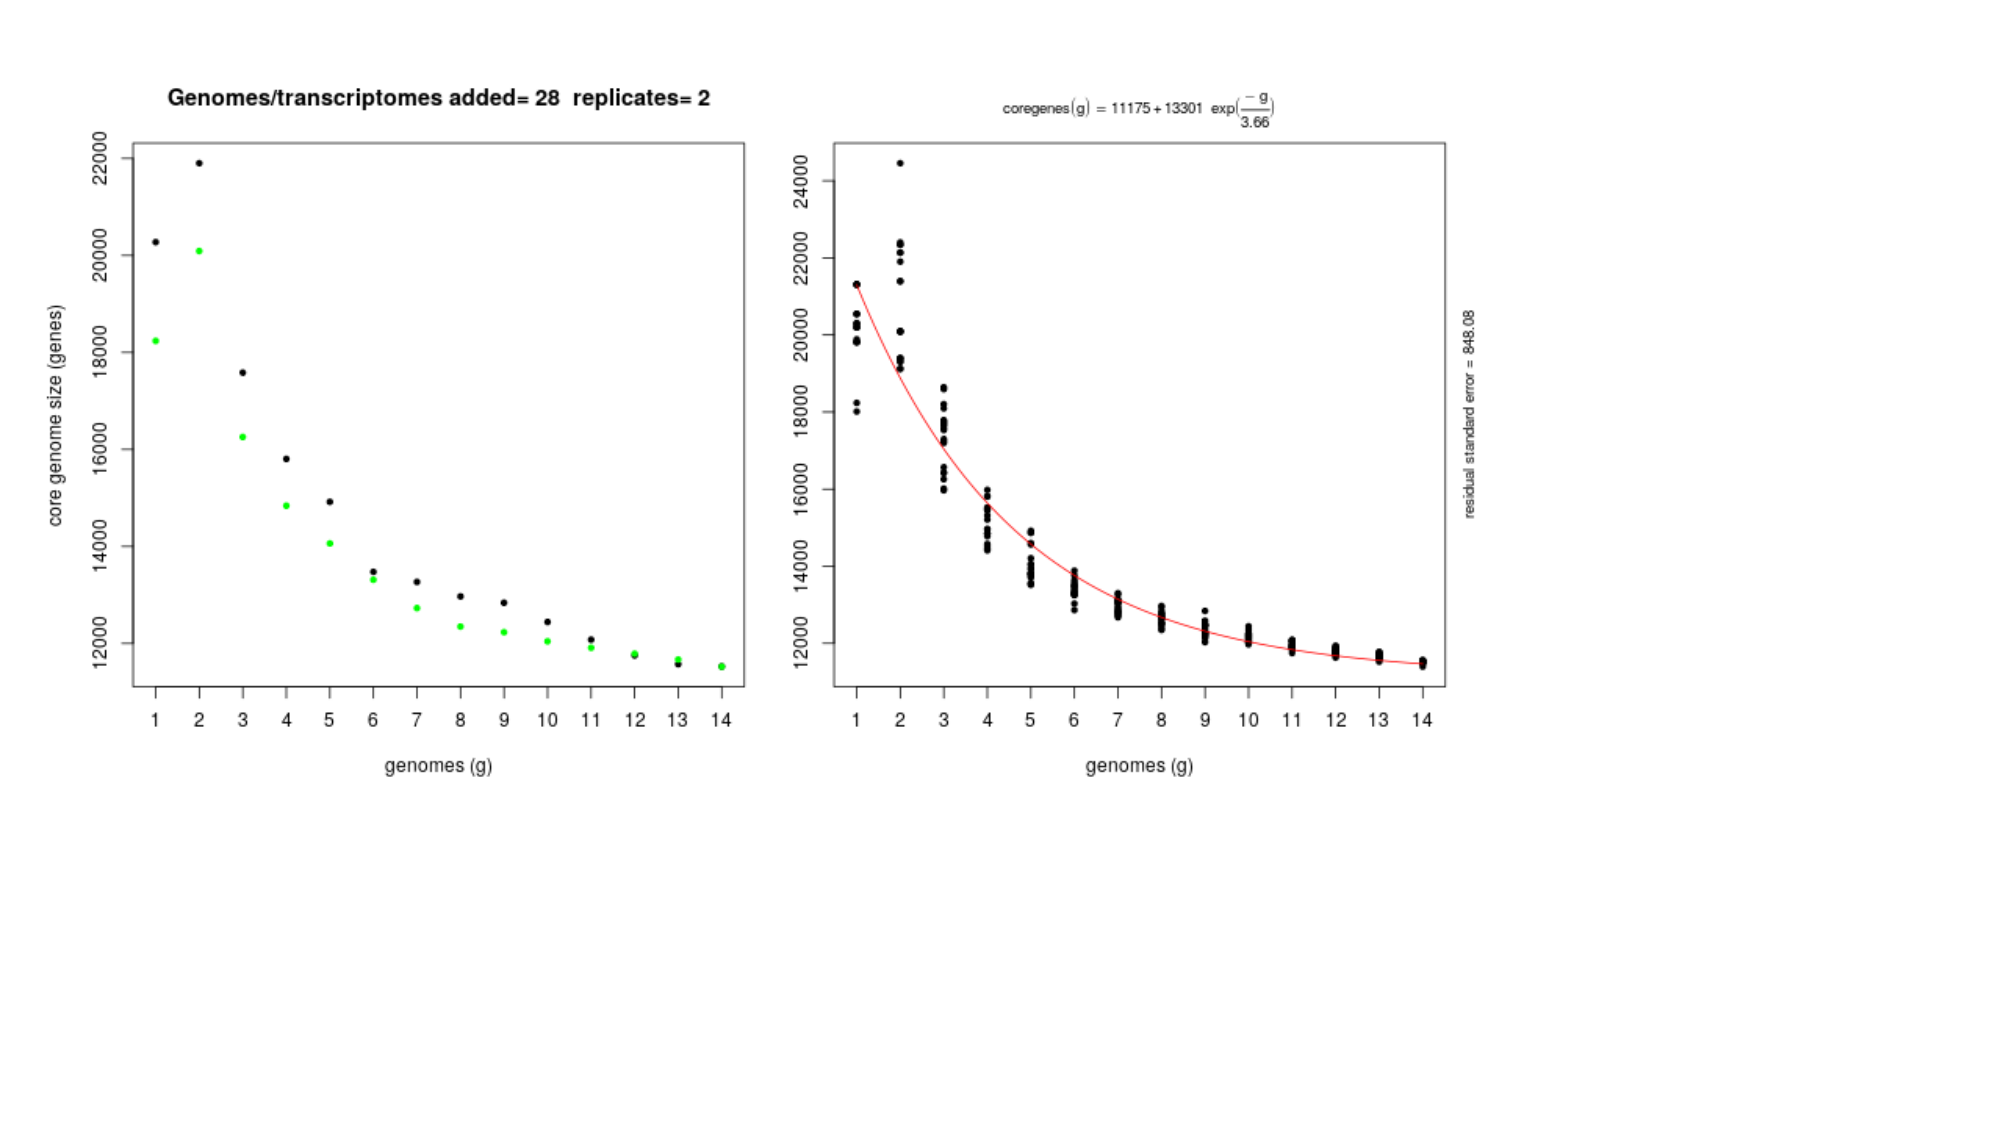 Genomes/transcriptomes added= 28  replicates= 2
core genome size (genes)
22000
20000
18000
16000
14000
12000
1 2 3 4 5 6 7 8 9 10 11 12 13 14
genomes (g)
coregenes(g) = 11175 + 13301 exp(− g / 3.66)
24000
22000
20000
18000
16000
14000
12000
1 2 3 4 5 6 7 8 9 10 11 12 13 14
genomes (g)
residual standard error = 848.08